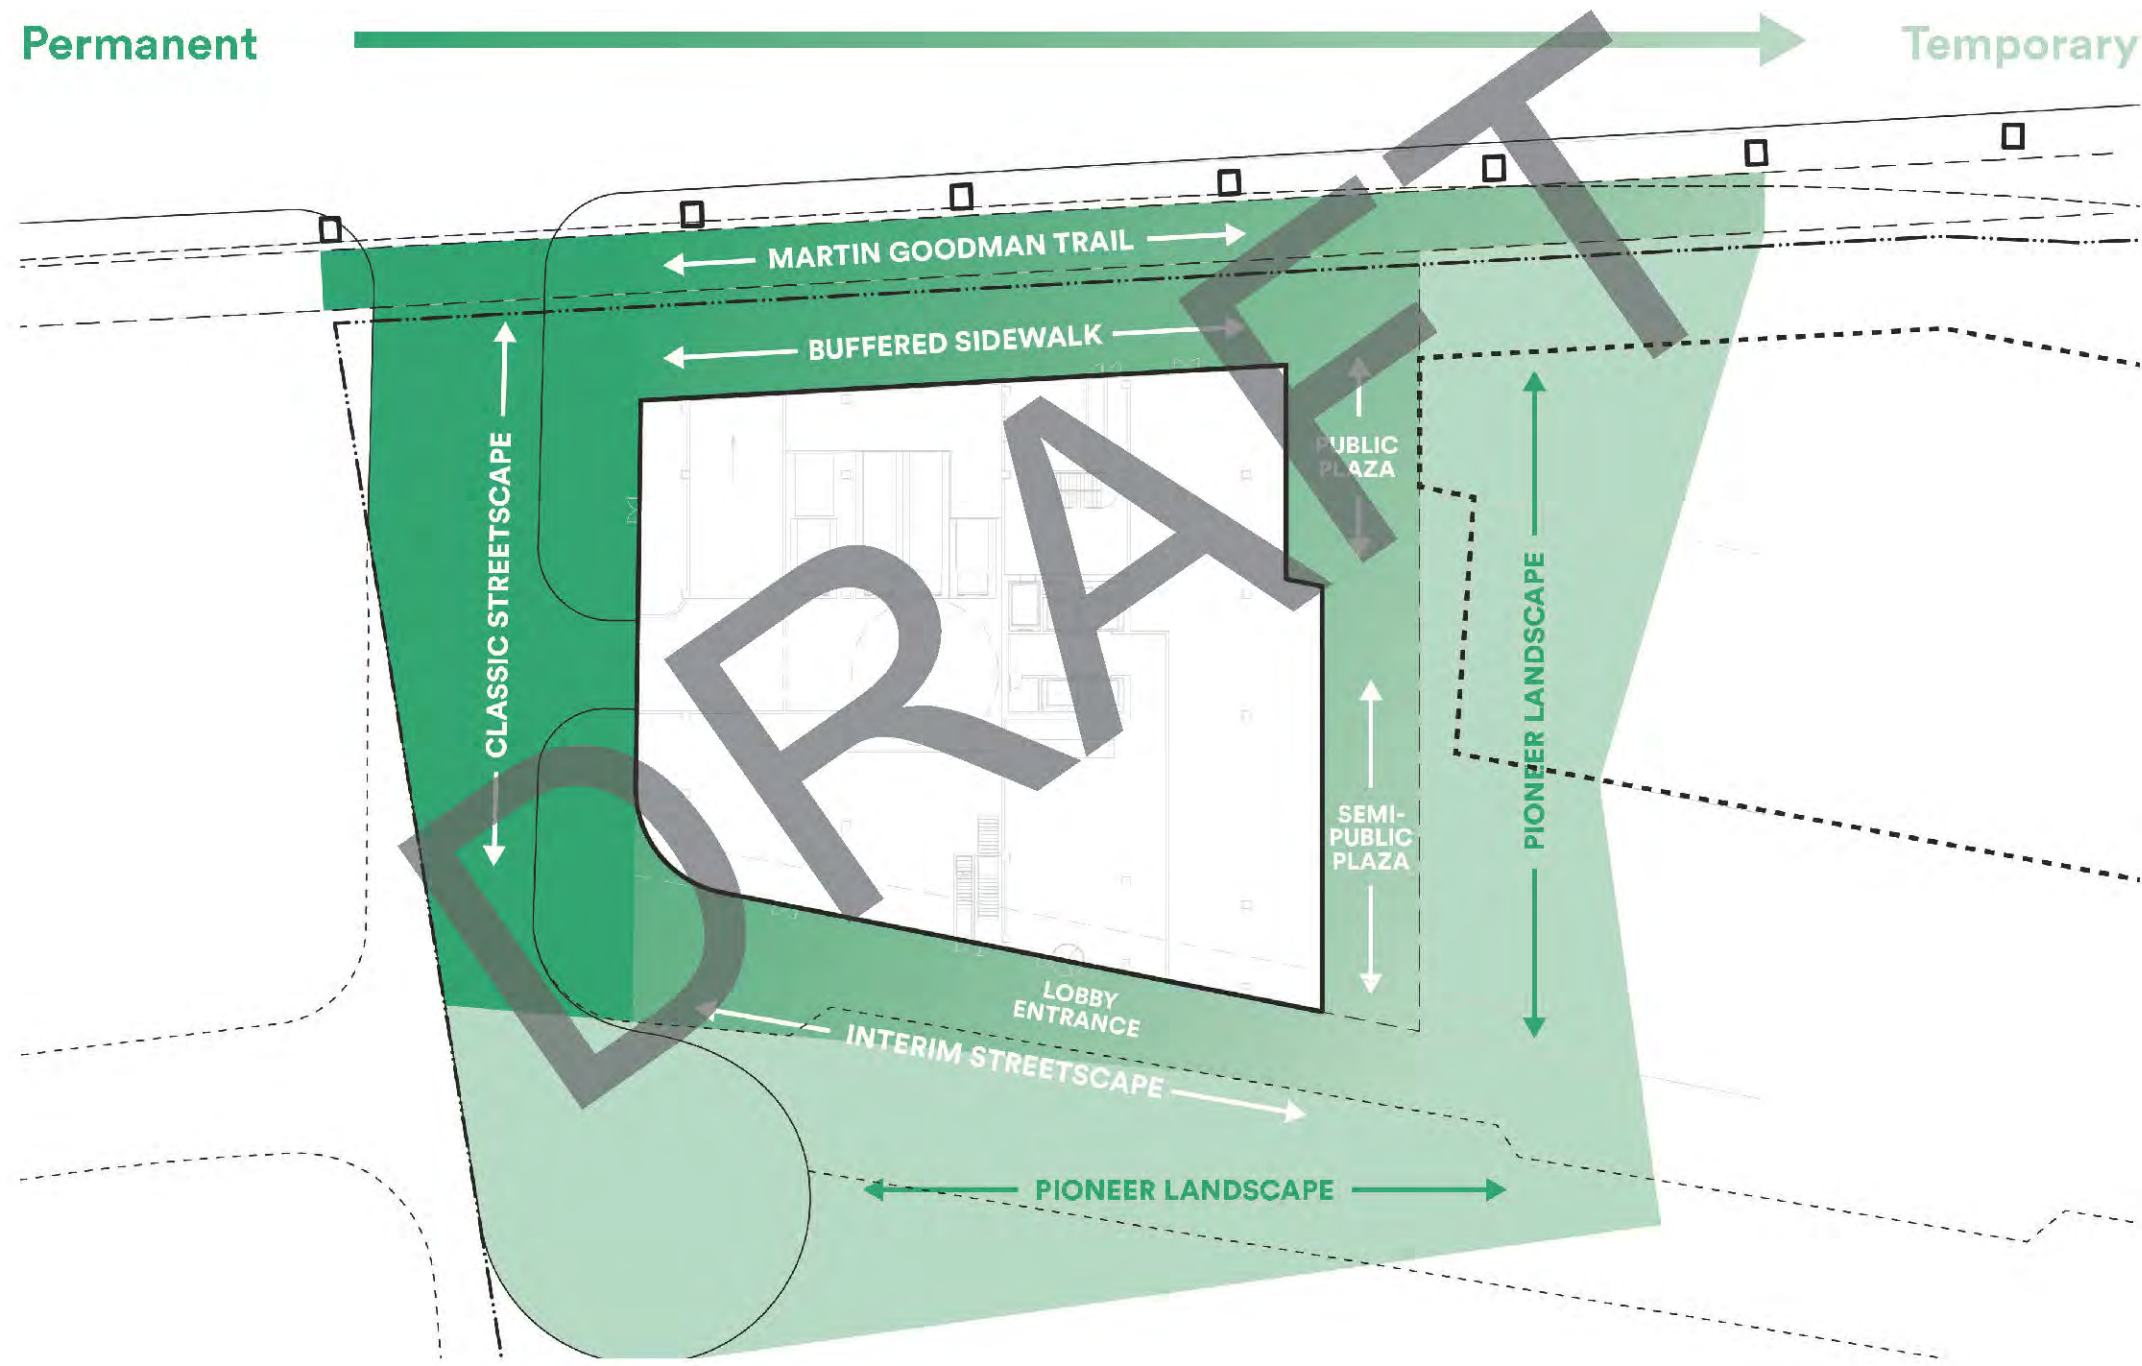 Permanent
Temporary
MARTIN GOODMAN TRAIL
BUFFERED SIDEWALK
CLASSIC STREETSCAPE
PUBLIC
PLAZA
PIONEER LANDSCAPE
SEMI-
PUBLIC
PLAZA
LOBBY
ENTRANCE
INTERIM STREETSCAPE
PIONEER LANDSCAPE
DRAFT